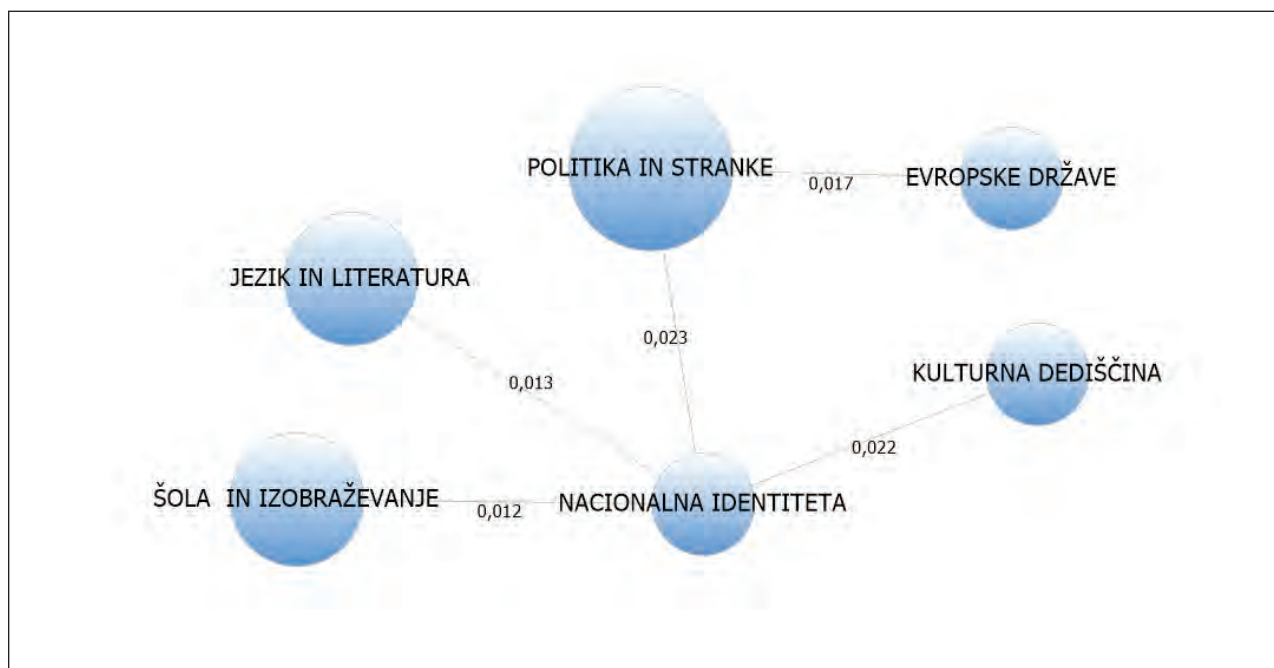 POLITIKA IN STRANKE
0,017
EVROPSKE DRŽAVE
JEZIK IN LITERATURA
0,023
KULTURNA DEDIŠČINA
0,013
0,022
ŠOLA IN IZOBRAŽEVANJE
0,012
NACIONALNA IDENTITETA